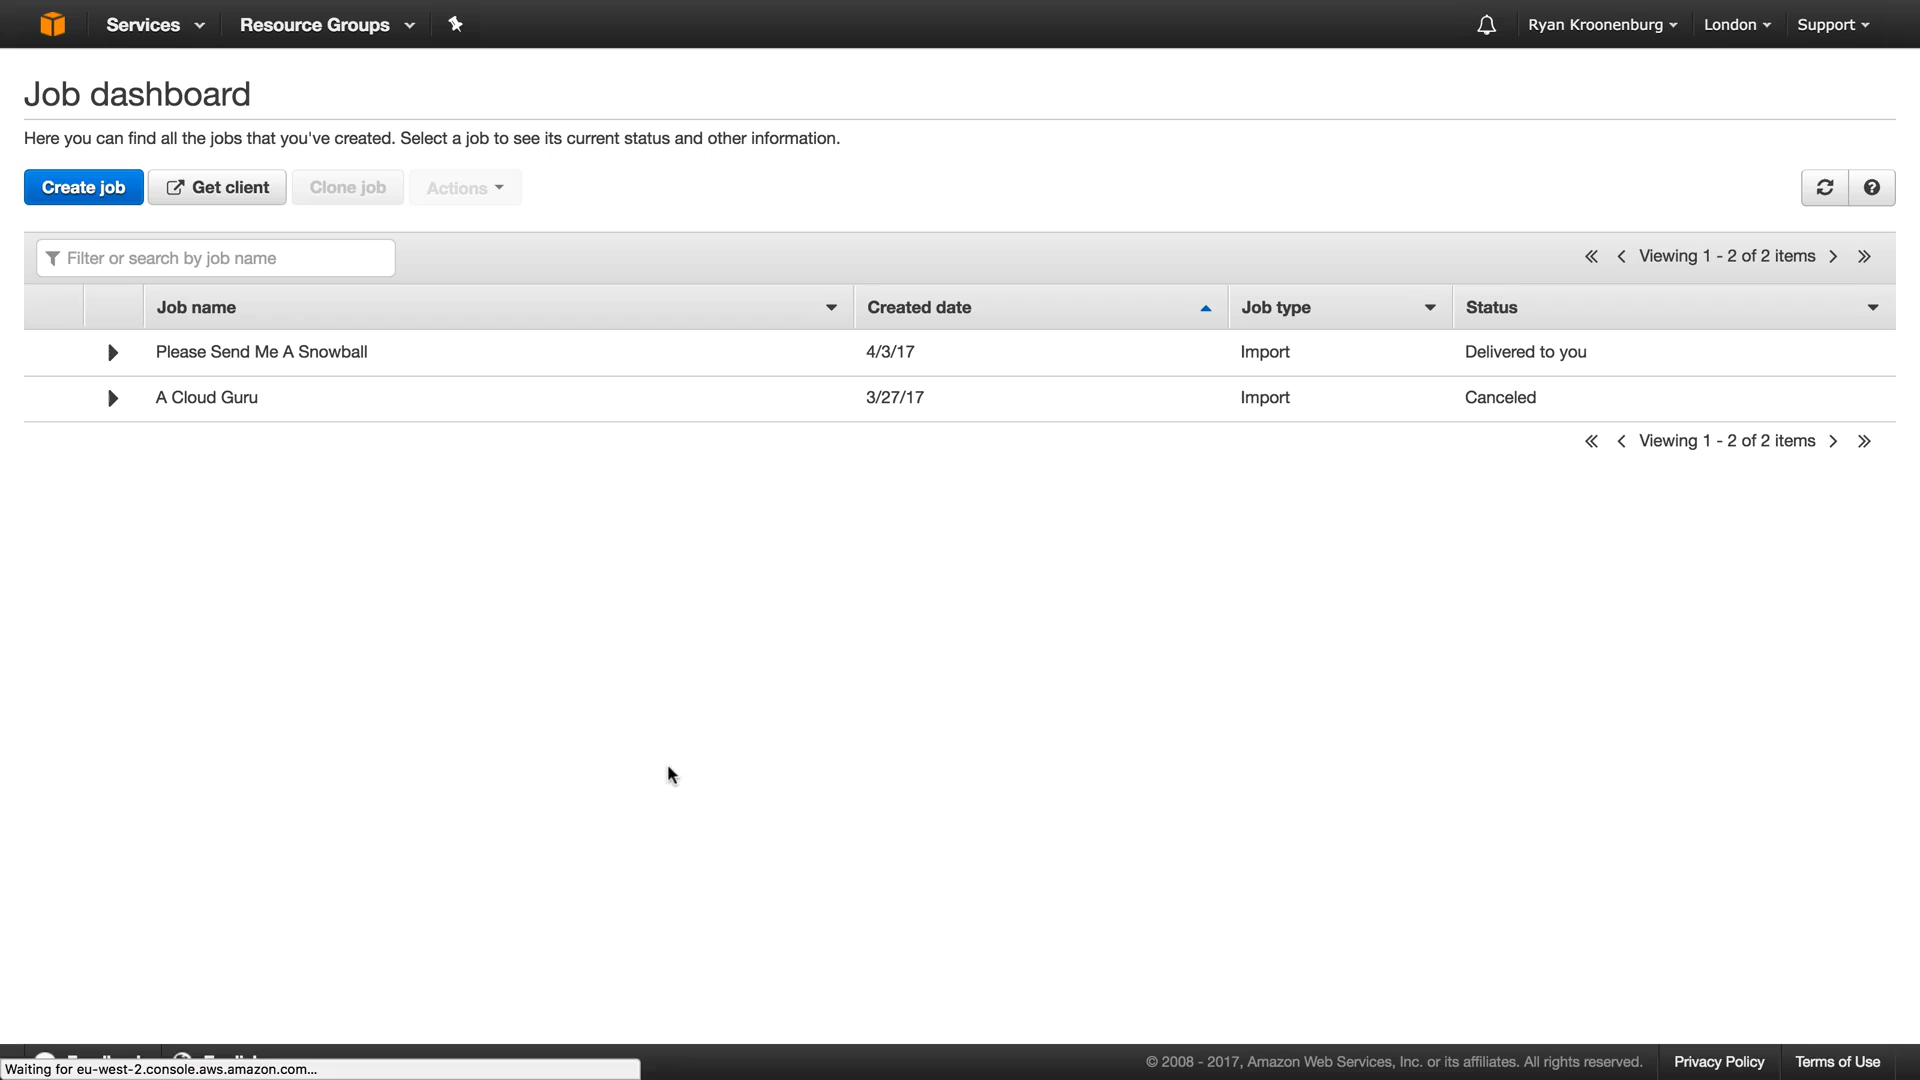 Services Resource Groups Ryan Kroonenburg London Support
Job dashboard
Here you can find all the jobs that you've created. Select a job to see its current status and other information.
Create job Get client Clone job Actions
Filter or search by job name Viewing 1 - 2 of 2 items
Job name Created date Job type Status
Please Send Me A Snowball 4/3/17 Import Delivered to you
A Cloud Guru 3/27/17 Import Canceled
Viewing 1 - 2 of 2 items
© 2008 - 2017, Amazon Web Services, Inc. or its affiliates. All rights reserved. Privacy Policy Terms of Use
Waiting for eu-west-2.console.aws.amazon.com...